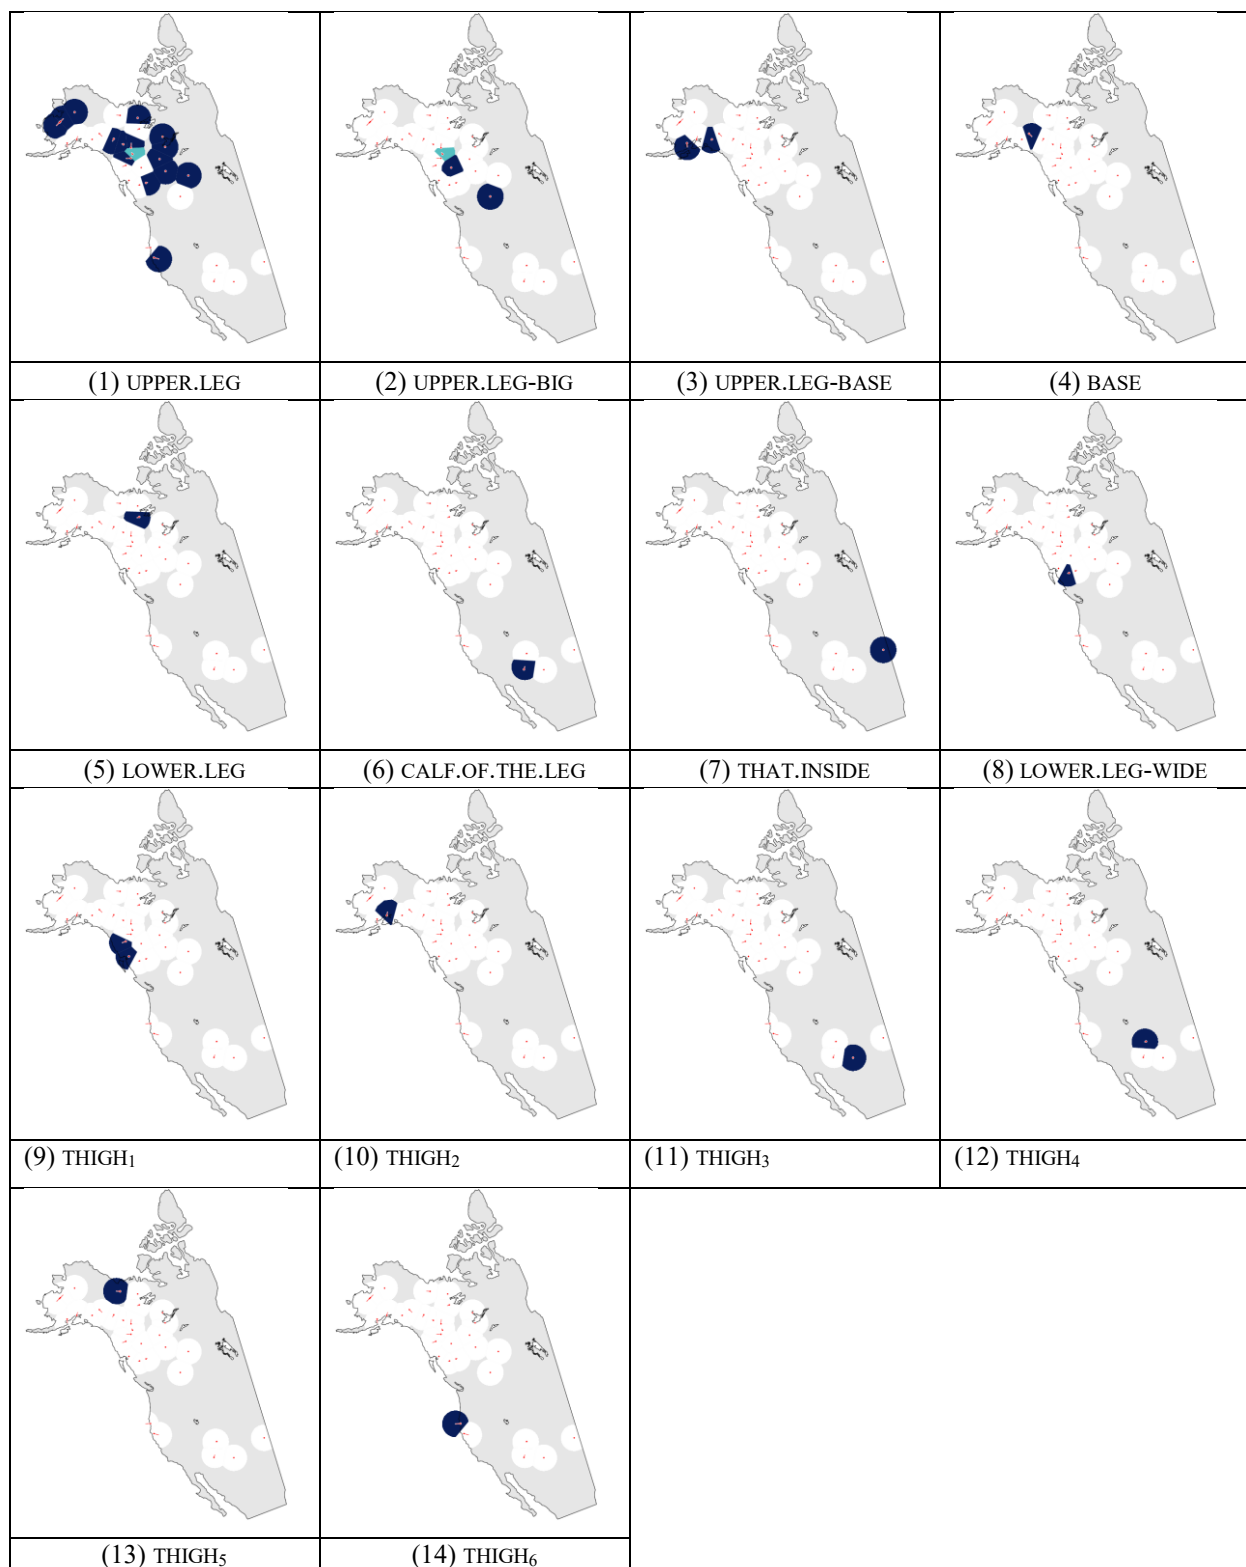 (1) UPPER.LEG
(2) UPPER.LEG-BIG
(3) UPPER.LEG-BASE
(4) BASE
(5) LOWER.LEG
(6) CALF.OF.THE.LEG
(7) THAT.INSIDE
(8) LOWER.LEG-WIDE
(9) THIGH₁
(10) THIGH₂
(11) THIGH₃
(12) THIGH₄
(13) THIGH₅
(14) THIGH₆